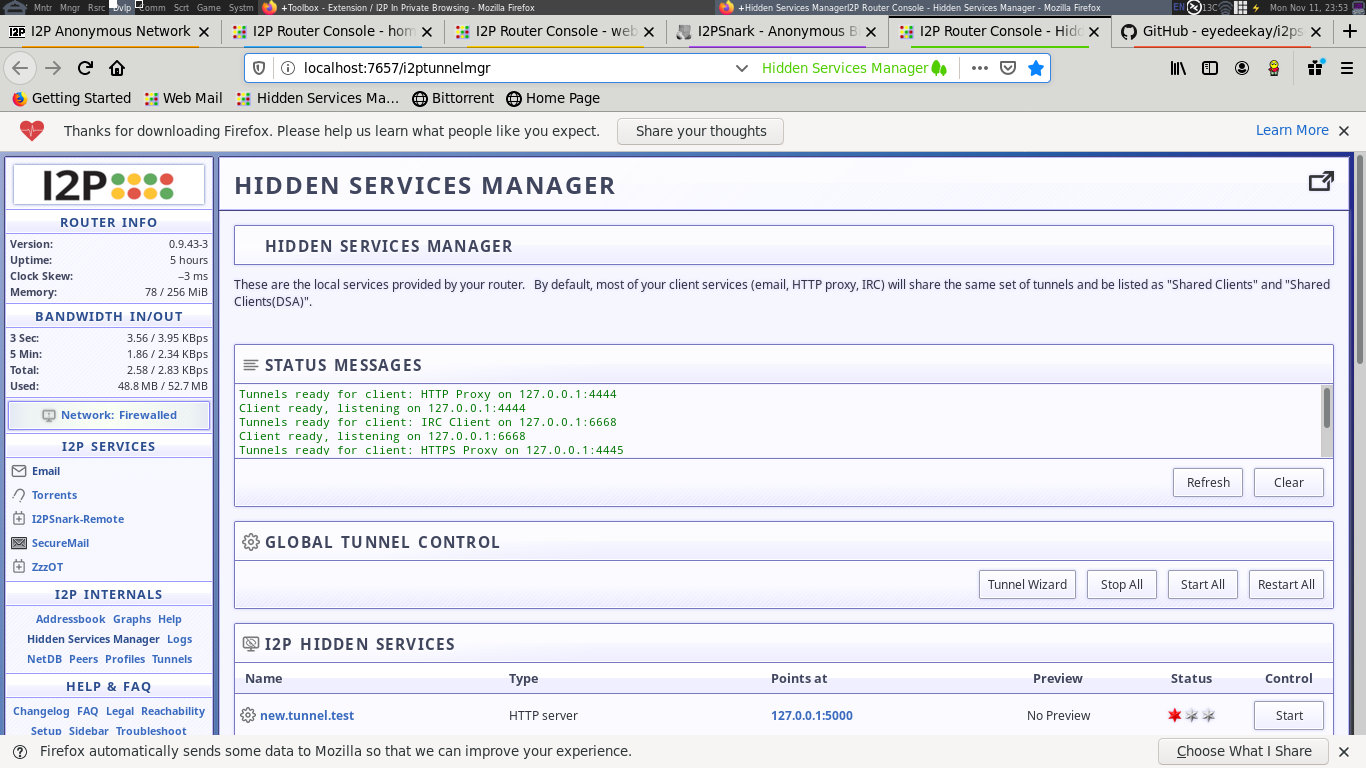 Mntr Mngr Rsrc Dvlp Comm Scrt Game Systm +Toolbox - Extension / I2P In Private Browsing - Mozilla Firefox +Hidden Services ManagerI2P Router Console - Hidden Services Manager - Mozilla Firefox EN 13C Mon Nov 11, 23:53
I2P Anonymous Network I2P Router Console - hom I2P Router Console - web I2PSnark - Anonymous B I2P Router Console - Hidd GitHub - eyedeekay/i2ps
localhost:7657/i2ptunnelmgr Hidden Services Manager
Getting Started Web Mail Hidden Services Ma... Bittorrent Home Page
Thanks for downloading Firefox. Please help us learn what people like you expect. Share your thoughts Learn More
I2P
ROUTER INFO
Version: 0.9.43-3
Uptime: 5 hours
Clock Skew: −3 ms
Memory: 78 / 256 MiB
BANDWIDTH IN/OUT
3 Sec: 3.56 / 3.95 KBps
5 Min: 1.86 / 2.34 KBps
Total: 2.58 / 2.83 KBps
Used: 48.8 MB / 52.7 MB
Network: Firewalled
I2P SERVICES
Email
Torrents
I2PSnark-Remote
SecureMail
ZzzOT
I2P INTERNALS
Addressbook Graphs Help
Hidden Services Manager Logs
NetDB Peers Profiles Tunnels
HELP & FAQ
Changelog FAQ Legal Reachability
Setup Sidebar Troubleshoot
HIDDEN SERVICES MANAGER
HIDDEN SERVICES MANAGER
These are the local services provided by your router. By default, most of your client services (email, HTTP proxy, IRC) will share the same set of tunnels and be listed as "Shared Clients" and "Shared
Clients(DSA)".
STATUS MESSAGES
Tunnels ready for client: HTTP Proxy on 127.0.0.1:4444
Client ready, listening on 127.0.0.1:4444
Tunnels ready for client: IRC Client on 127.0.0.1:6668
Client ready, listening on 127.0.0.1:6668
Tunnels ready for client: HTTPS Proxy on 127.0.0.1:4445
Refresh Clear
GLOBAL TUNNEL CONTROL
Tunnel Wizard Stop All Start All Restart All
I2P HIDDEN SERVICES
Name Type Points at Preview Status Control
new.tunnel.test HTTP server 127.0.0.1:5000 No Preview Start
Firefox automatically sends some data to Mozilla so that we can improve your experience. Choose What I Share